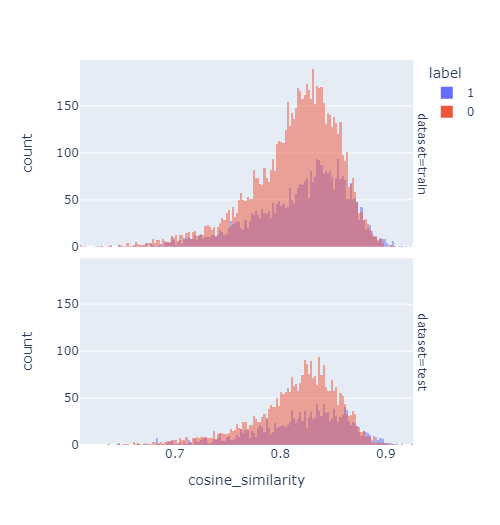 label
1
0
count
150
100
50
0
dataset=train
count
150
100
50
0
dataset=test
0.7
0.8
0.9
cosine_similarity